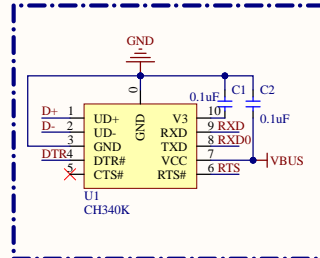 GND
0
C1 C2
D+ 1 UD+ V3 10 0.1uF
0.1uF
D- 2 UD- GND RXD 9 RXD
3 GND TXD 8 RXD0
DTR 4 DTR# VCC 7 VBUS
5 CTS# RTS# 6 RTS
U1
CH340K